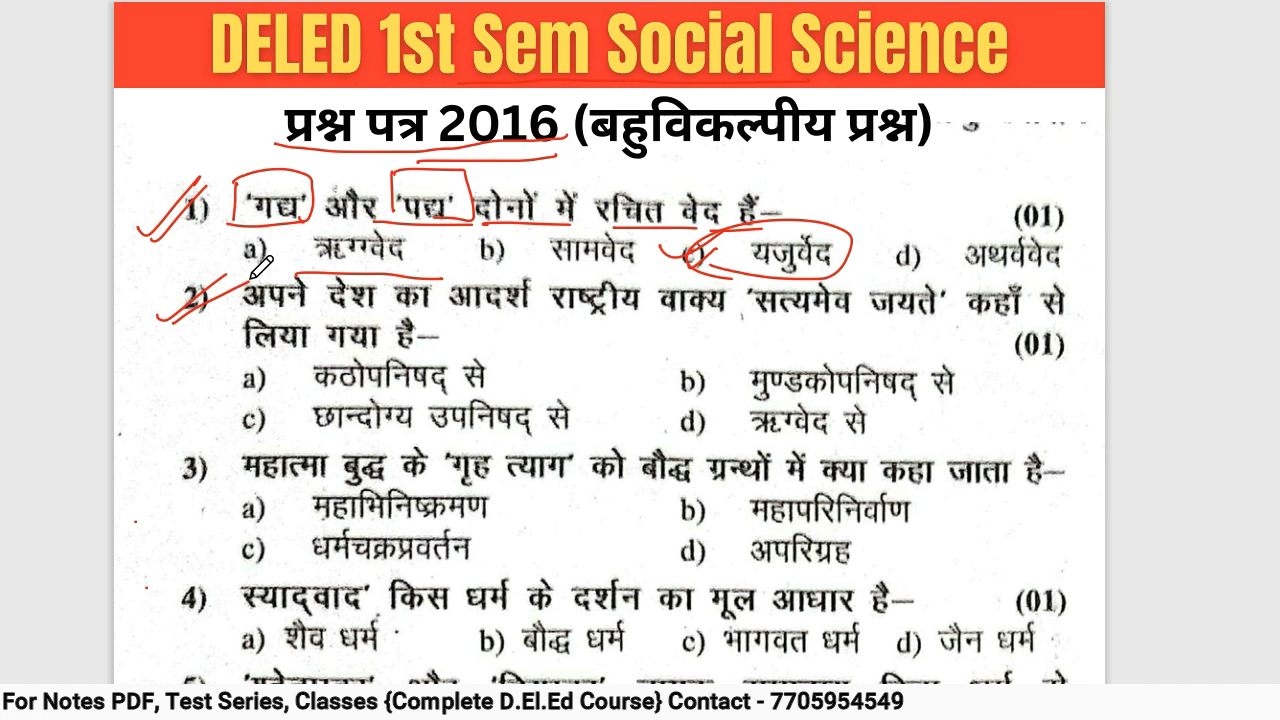 DELED 1st Sem Social Science
प्रश्न पत्र 2016 (बहुविकल्पीय प्रश्न)
1) 'गद्य' और 'पद्य' दोनों में रचित वेद हैं– (01)
a) ऋग्वेद b) सामवेद c) यजुर्वेद d) अथर्ववेद
2) अपने देश का आदर्श राष्ट्रीय वाक्य 'सत्यमेव जयते' कहाँ से
लिया गया है– (01)
a) कठोपनिषद् से b) मुण्डकोपनिषद् से
c) छान्दोग्य उपनिषद् से d) ऋग्वेद से
3) महात्मा बुद्ध के 'गृह त्याग' को बौद्ध ग्रन्थों में क्या कहा जाता है–
a) महाभिनिष्क्रमण b) महापरिनिर्वाण
c) धर्मचक्रप्रवर्तन d) अपरिग्रह
4) स्याद्वाद' किस धर्म के दर्शन का मूल आधार है– (01)
a) शैव धर्म b) बौद्ध धर्म c) भागवत धर्म d) जैन धर्म
For Notes PDF, Test Series, Classes {Complete D.El.Ed Course} Contact - 7705954549